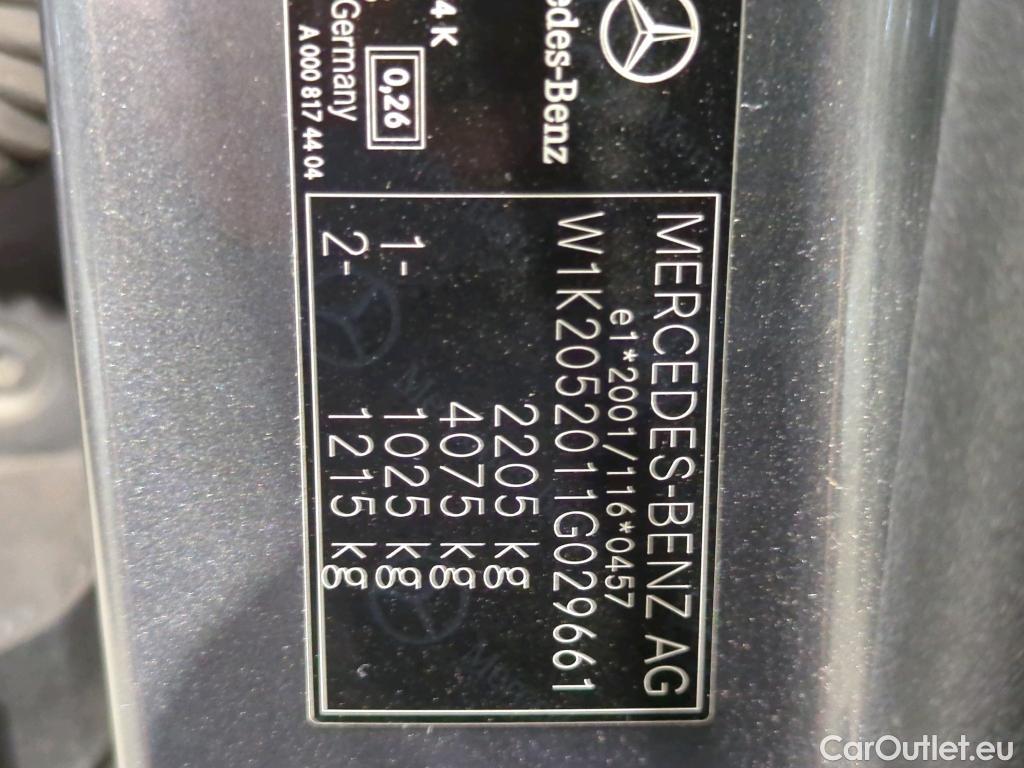 edes-Benz
4 K
0,26
Germany
A 000 817 44 04
MERCEDES-BENZ AG
e1*2001/116*0457
W1K2052011G029661
2205 kg
4075 kg
1- 1025 kg
2- 1215 kg
CarOutlet.eu